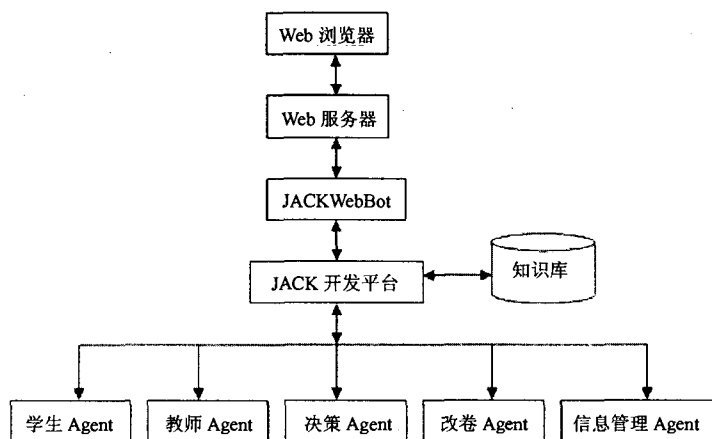 Web 浏览器
Web 服务器
JACKWebBot
JACK 开发平台
知识库
学生 Agent
教师 Agent
决策 Agent
改卷 Agent
信息管理 Agent